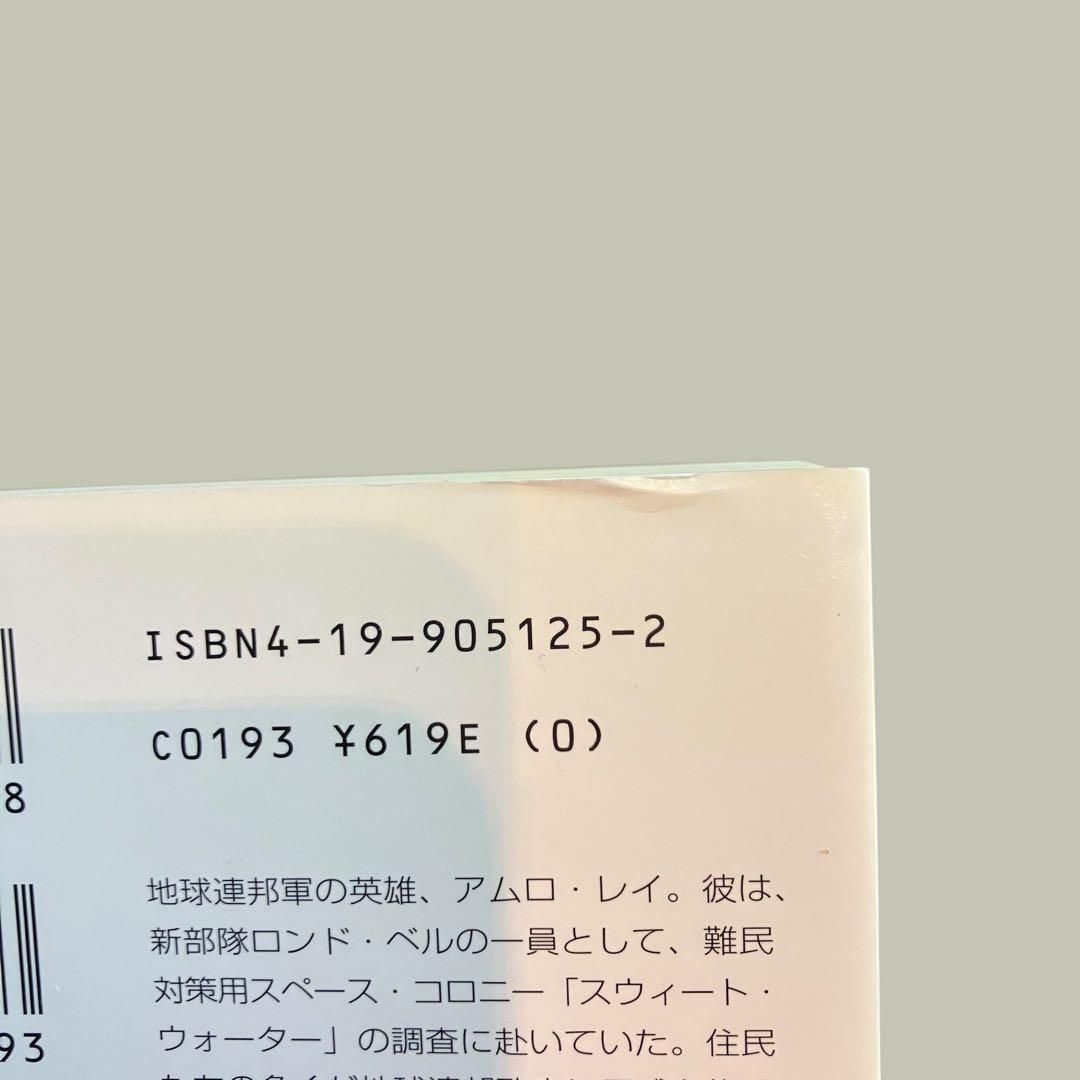 ISBN4-19-905125-2
C0193 ¥619E (0)
8
地球連邦軍の英雄、アムロ・レイ。彼は、
新部隊ロンド・ベルの一員として、難民
対策用スペース・コロニー「スウィート・
ウォーター」の調査に赴いていた。住民
93